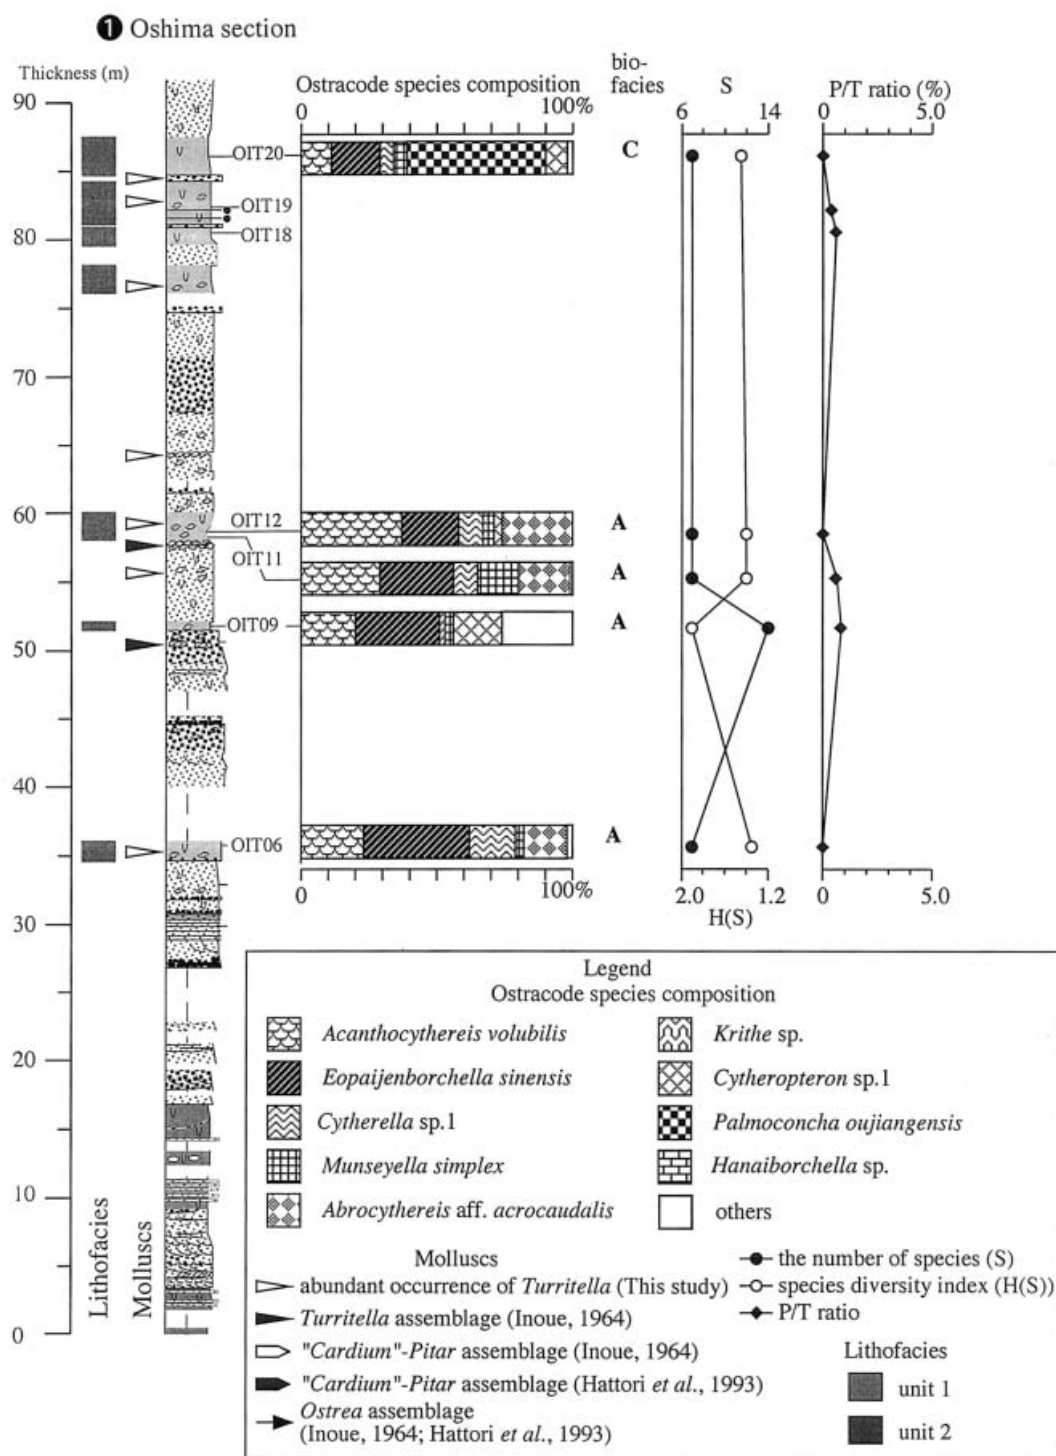 1 Oshima section
Thickness (m)
Ostracode species composition
bio-
facies
S
P/T ratio (%)
0
100%
6
14
0
5.0
90
80
70
60
50
40
30
20
10
0
OIT20
OIT19
OIT18
OIT12
OIT11
OIT09
OIT06
C
A
A
A
A
0
100%
2.0
1.2
H(S)
0
5.0
Lithofacies
Molluscs
Legend
Ostracode species composition
Acanthocythereis volubilis
Krithe sp.
Eopaijenborchella sinensis
Cytheropteron sp.1
Cytherella sp.1
Palmoconcha oujiangensis
Munseyella simplex
Hanaiborchella sp.
Abrocythereis aff. acrocaudalis
others
Molluscs
abundant occurrence of Turritella (This study)
Turritella assemblage (Inoue, 1964)
"Cardium"-Pitar assemblage (Inoue, 1964)
"Cardium"-Pitar assemblage (Hattori et al., 1993)
Ostrea assemblage
(Inoue, 1964; Hattori et al., 1993)
the number of species (S)
species diversity index (H(S))
P/T ratio
Lithofacies
unit 1
unit 2